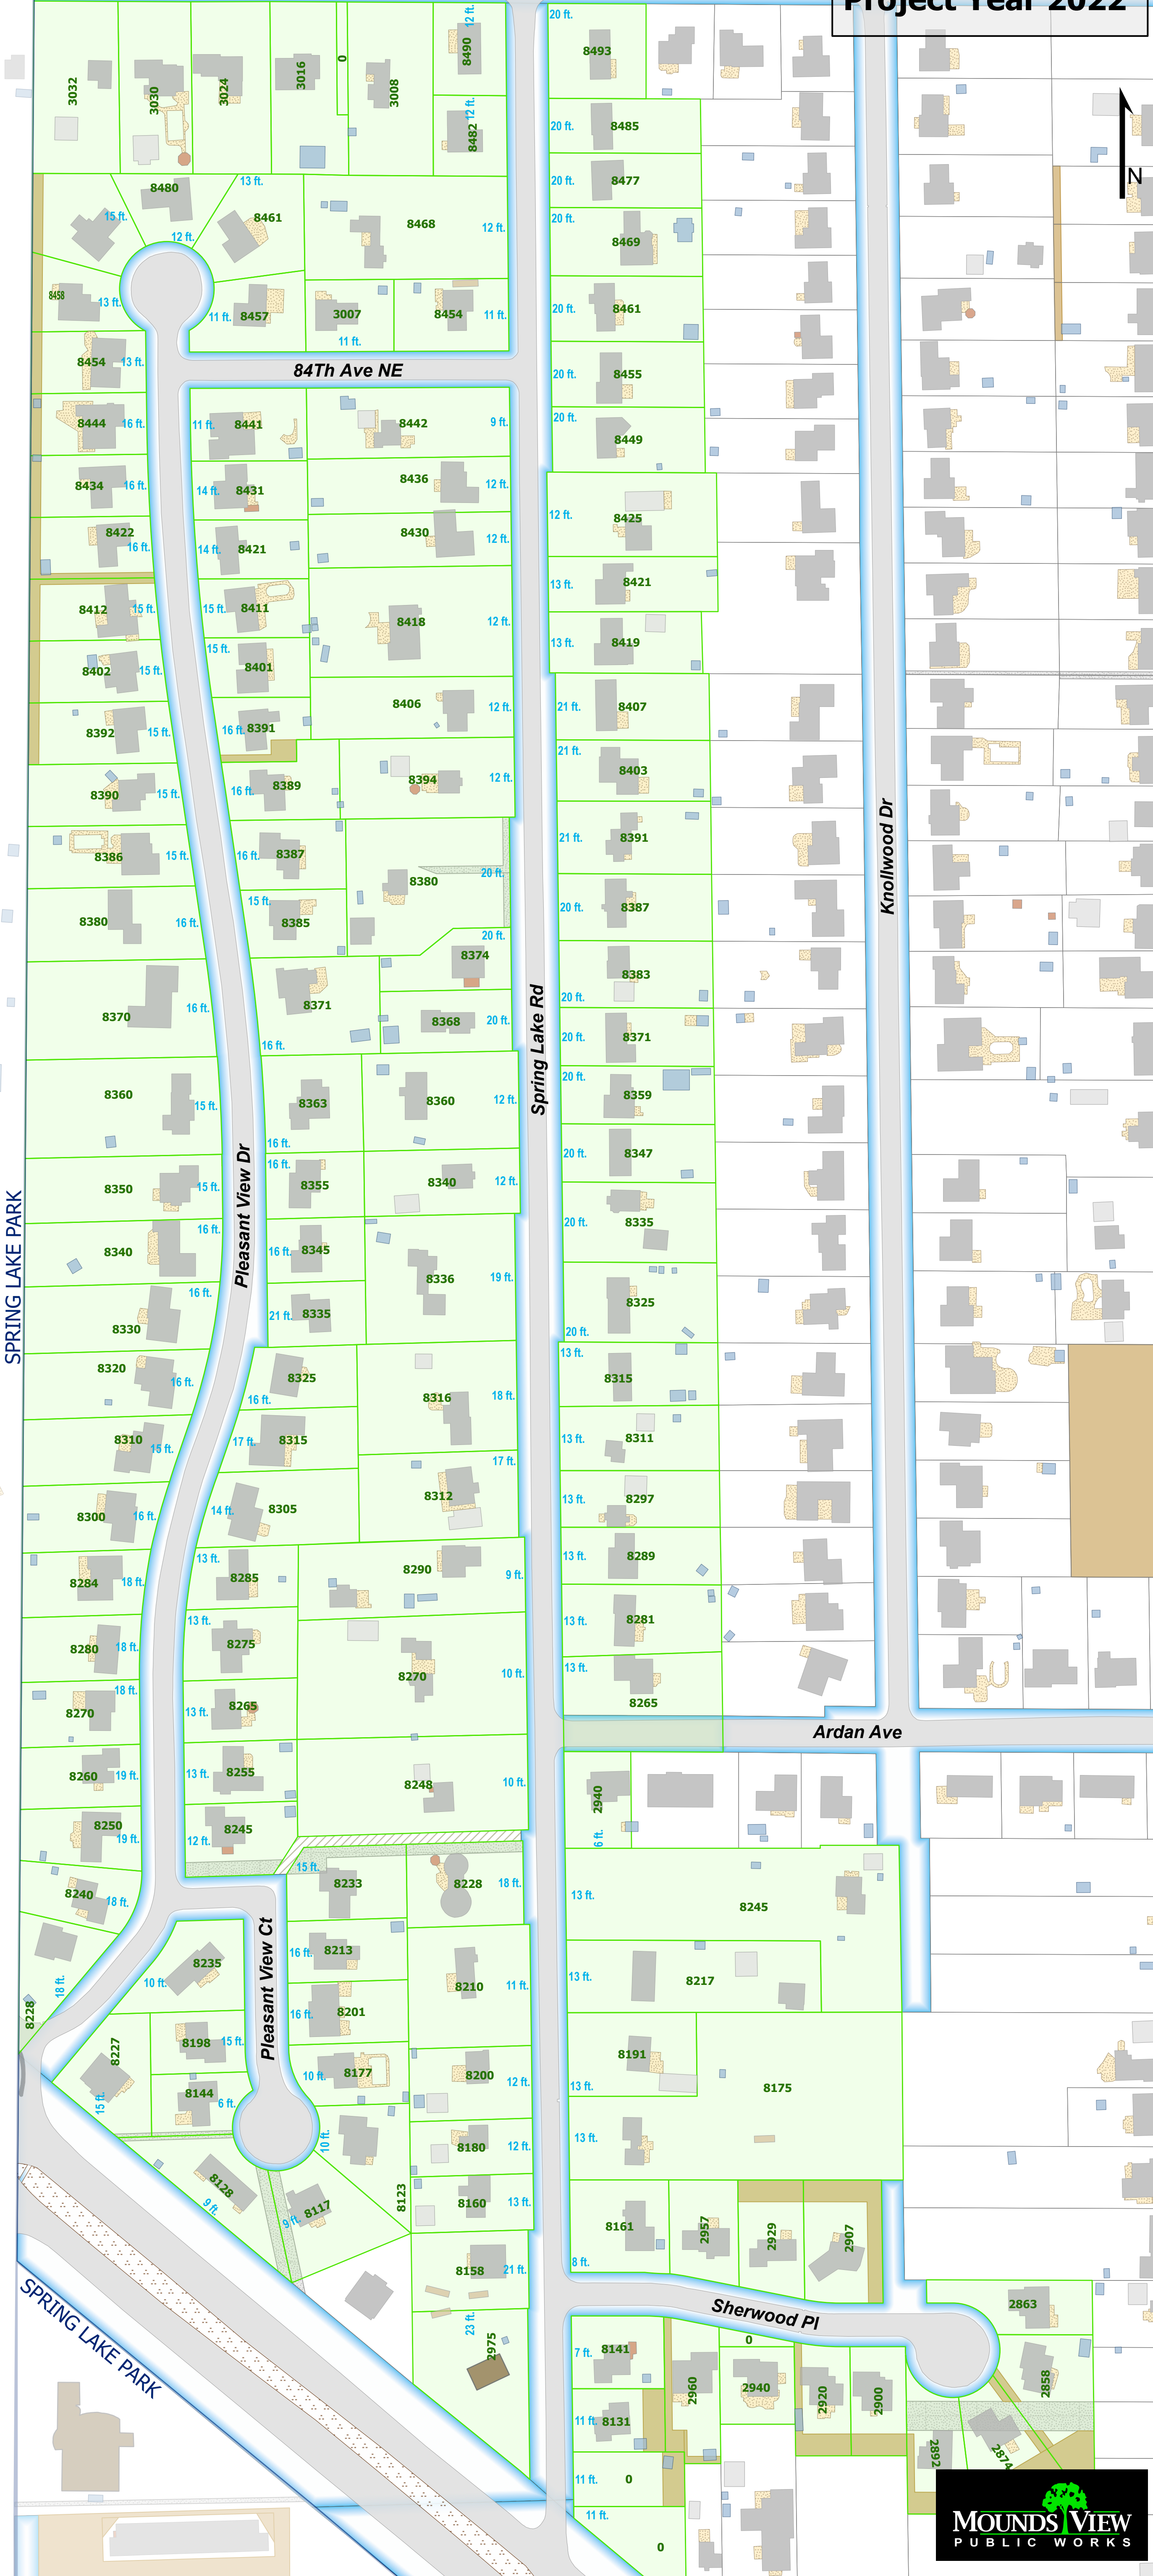 Project Year 2022
N
12 ft.
20 ft.
3032
3030
3024
3016
0
3008
8490
8493
12 ft.
8482
20 ft.
8485
20 ft.
8477
8480
13 ft.
15 ft.
12 ft.
8461
8468
12 ft.
20 ft.
8469
8458
13 ft.
11 ft.
8457
3007
11 ft.
8454
11 ft.
20 ft.
8461
84Th Ave NE
8454
13 ft.
20 ft.
8455
8444
16 ft.
11 ft.
8441
8442
9 ft.
20 ft.
8449
8434
16 ft.
14 ft.
8431
8436
12 ft.
12 ft.
8425
8422
16 ft.
14 ft.
8421
8430
12 ft.
13 ft.
8421
8412
15 ft.
15 ft.
8411
8418
12 ft.
13 ft.
8419
8402
15 ft.
15 ft.
8401
8406
12 ft.
21 ft.
8407
8392
15 ft.
16 ft.
8391
21 ft.
8403
8390
15 ft.
16 ft.
8389
8394
12 ft.
21 ft.
8391
8386
15 ft.
16 ft.
8387
8380
20 ft.
20 ft.
8387
8380
16 ft.
15 ft.
8385
20 ft.
8374
Knollwood Dr
8383
20 ft.
8370
16 ft.
8371
16 ft.
8368
20 ft.
20 ft.
8371
Spring Lake Rd
20 ft.
8359
8360
15 ft.
8363
16 ft.
8360
12 ft.
20 ft.
8347
8350
15 ft.
16 ft.
8355
8340
12 ft.
Pleasant View Dr
SPRING LAKE PARK
8340
16 ft.
16 ft.
8345
8336
19 ft.
20 ft.
8335
8330
16 ft.
21 ft.
8335
8325
20 ft.
8320
16 ft.
8325
16 ft.
8316
18 ft.
13 ft.
8315
8310
15 ft.
17 ft.
8315
17 ft.
13 ft.
8311
8300
16 ft.
14 ft.
8305
8312
13 ft.
8297
8284
18 ft.
13 ft.
8285
8290
9 ft.
13 ft.
8289
8280
18 ft.
13 ft.
8275
8270
10 ft.
13 ft.
8281
8270
18 ft.
13 ft.
8265
13 ft.
8265
Ardan Ave
8260
19 ft.
13 ft.
8255
8248
10 ft.
2940
6 ft.
8250
19 ft.
12 ft.
8245
8240
18 ft.
15 ft.
8233
8228
18 ft.
13 ft.
8245
Pleasant View Ct
18 ft.
8228
10 ft.
8235
16 ft.
8213
8210
11 ft.
13 ft.
8217
8227
15 ft.
8198
15 ft.
16 ft.
8201
8191
13 ft.
8175
8144
6 ft.
10 ft.
8177
8200
12 ft.
10 ft.
8180
12 ft.
13 ft.
8128
9 ft.
9 ft.
8117
8123
8160
13 ft.
8161
8 ft.
2957
2929
2907
8158
21 ft.
23 ft.
2975
Sherwood Pl
2863
SPRING LAKE PARK
7 ft.
8141
2960
0
2940
2920
2900
2858
11 ft.
8131
2892
2874
11 ft.
0
11 ft.
0
MOUNDS VIEW
PUBLIC WORKS